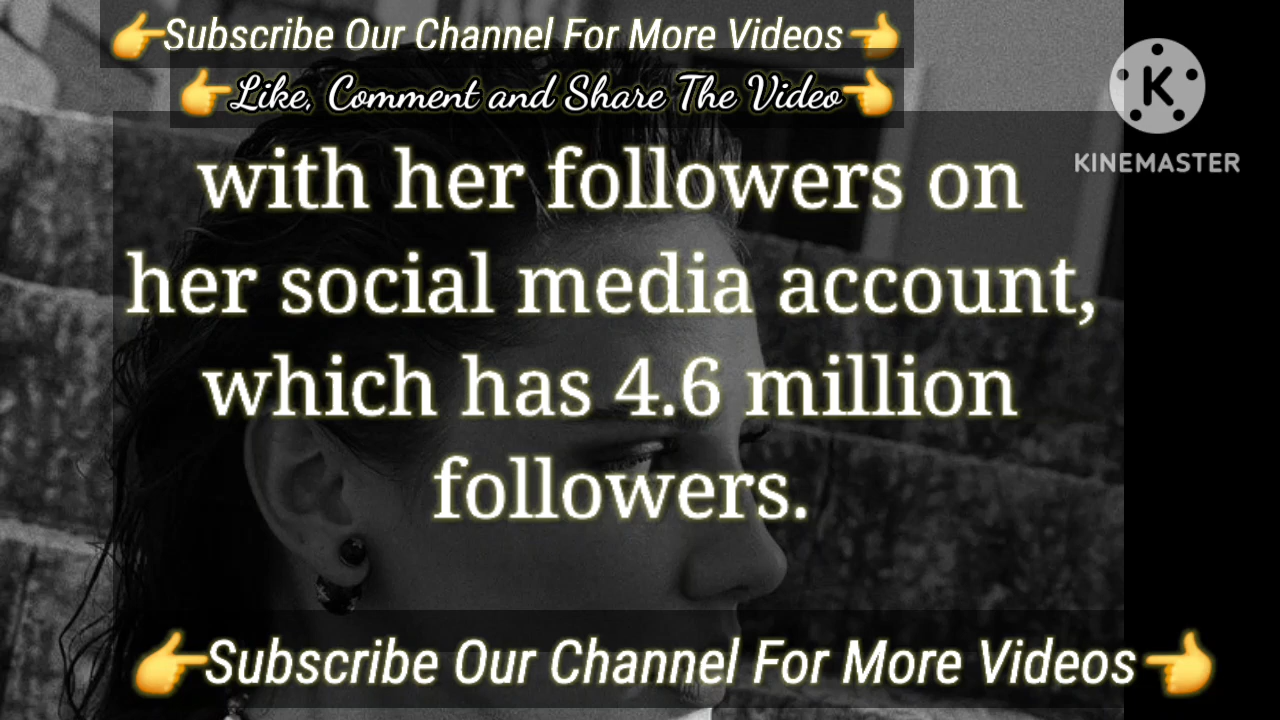 👉Subscribe Our Channel For More Videos👈
👉Like, Comment and Share The Video👈
K
KINEMASTER
with her followers on
her social media account,
which has 4.6 million
followers.
👉Subscribe Our Channel For More Videos👈